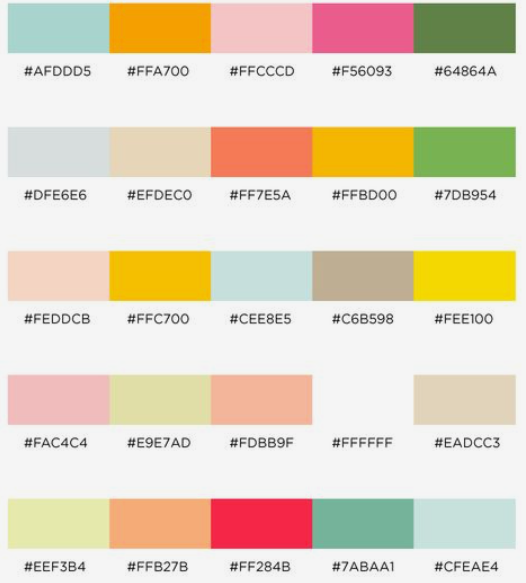 #AFDDD5 #FFA700 #FFCCCD #F56093 #64864A
#DFE6E6 #EFDEC0 #FF7E5A #FFBD00 #7DB954
#FEDDCB #FFC700 #CEE8E5 #C6B598 #FEE100
#FAC4C4 #E9E7AD #FDBB9F #FFFFFF #EADCC3
#EEF3B4 #FFB27B #FF284B #7ABAA1 #CFEAE4